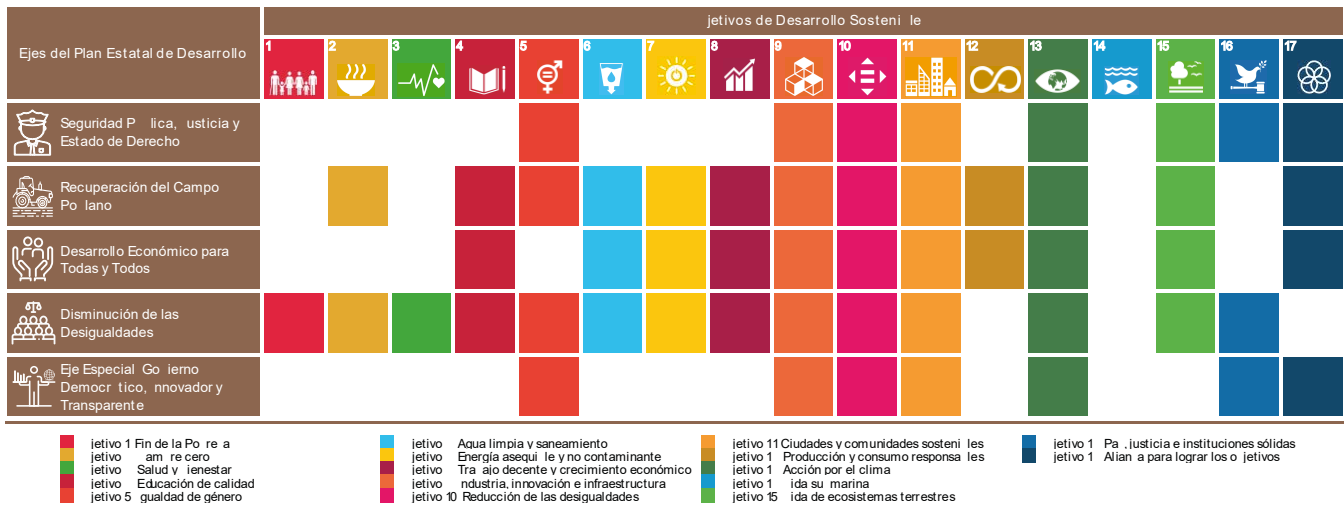 Ejes del Plan Estatal de Desarrollo
jetivos de Desarrollo Sosteni le
1 2 3 4 5 6 7 8 9 10 11 12 13 14 15 16 17
Seguridad P lica, usticia y
Estado de Derecho
Recuperación del Campo
Po lano
Desarrollo Económico para
Todas y Todos
Disminución de las
Desigualdades
Eje Especial Go ierno
Democr tico, nnovador y
Transparente
jetivo 1 Fin de la Po re a
jetivo am re cero
jetivo Salud y ienestar
jetivo Educación de calidad
jetivo 5 gualdad de género
jetivo Agua limpia y saneamiento
jetivo Energía asequi le y no contaminante
jetivo Tra ajo decente y crecimiento económico
jetivo ndustria, innovación e infraestructura
jetivo 10 Reducción de las desigualdades
jetivo 11 Ciudades y comunidades sosteni les
jetivo 1 Producción y consumo responsa les
jetivo 1 Acción por el clima
jetivo 1 ida su marina
jetivo 15 ida de ecosistemas terrestres
jetivo 1 Pa , justicia e instituciones sólidas
jetivo 1 Alian a para lograr los o jetivos